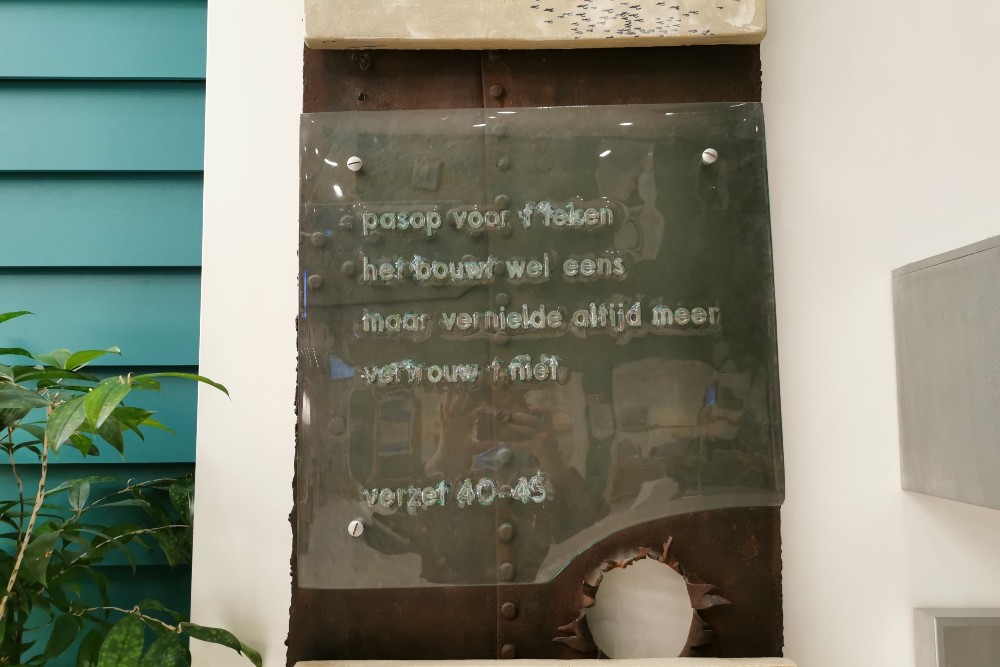 pasop voor 't teken
het bouwt wel eens
maar vernielde altijd meer
vertrouw 't niet
verzet 40-45